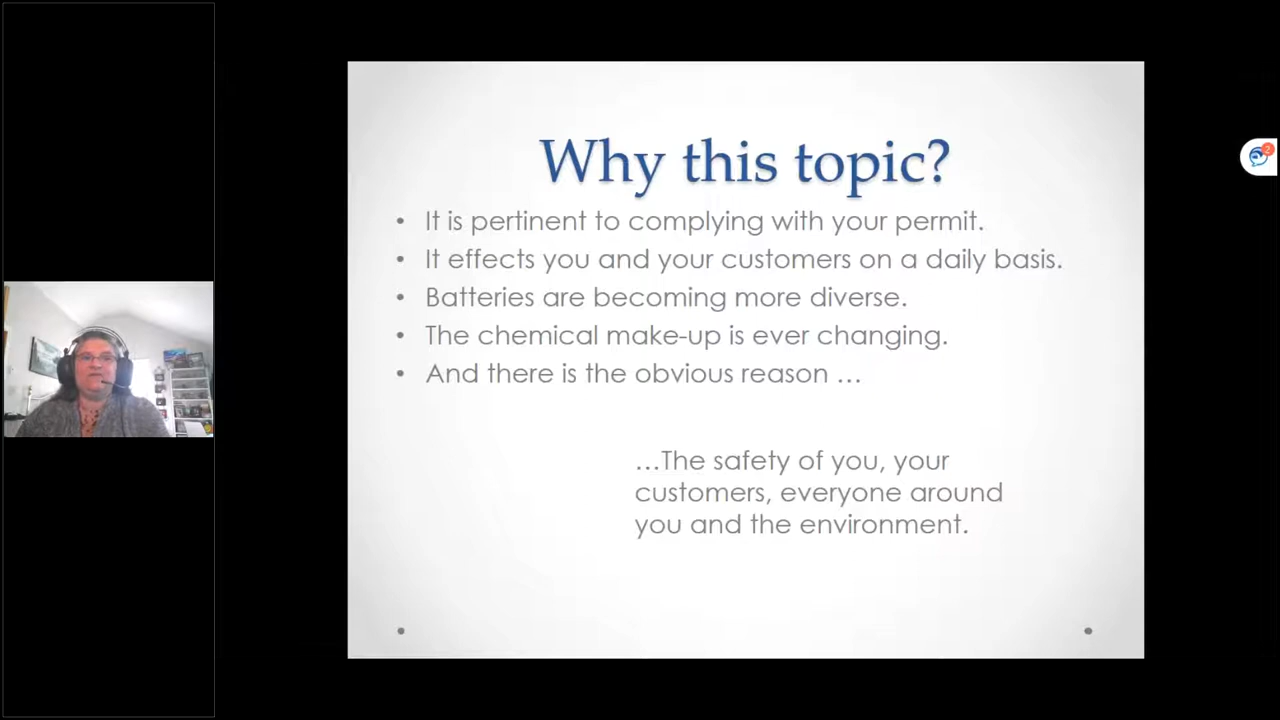 Why this topic?
• It is pertinent to complying with your permit.
• It effects you and your customers on a daily basis.
• Batteries are becoming more diverse.
• The chemical make-up is ever changing.
• And there is the obvious reason …
…The safety of you, your
customers, everyone around
you and the environment.
2